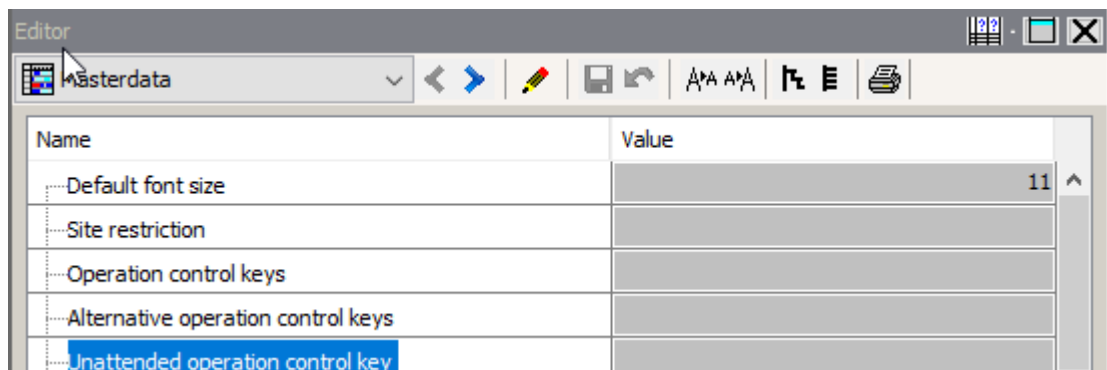 Editor
Masterdata
Name Value
Default font size 11
Site restriction
Operation control keys
Alternative operation control keys
Unattended operation control key